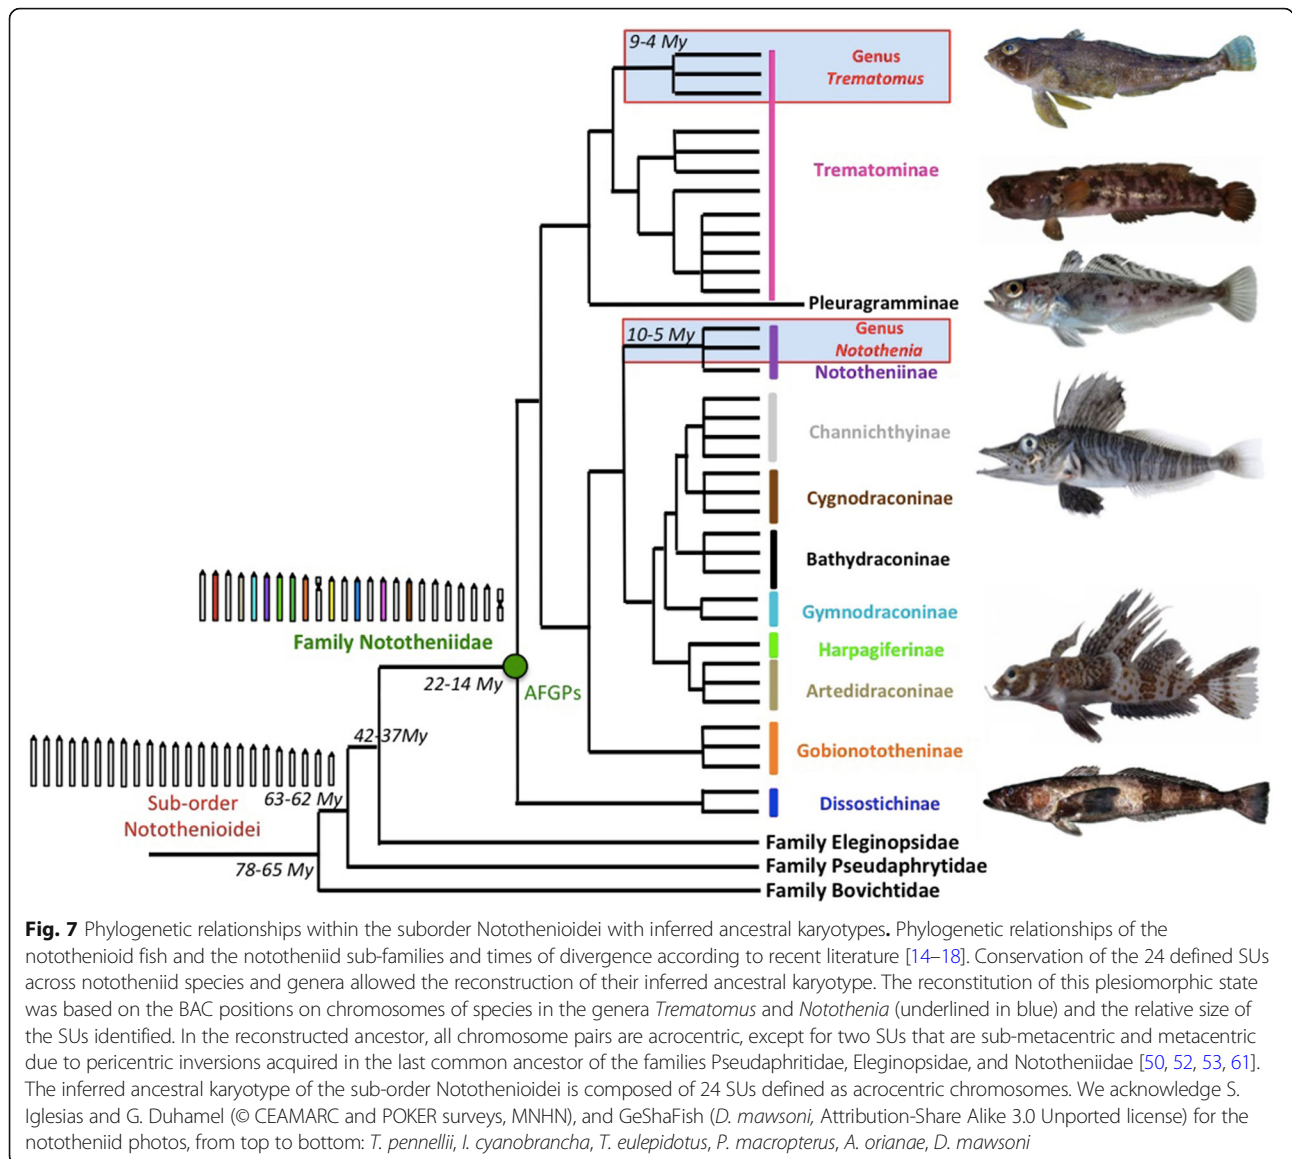 9-4 My
Genus
Trematomus
Trematominae
Pleuragramminae
10-5 My
Genus
Notothenia
Nototheniinae
Channichthyinae
Cygnodraconinae
Bathydraconinae
Gymnodraconinae
Family Nototheniidae
Harpagiferinae
22-14 My
AFGPs
Artedidraconinae
42-37My
Gobionototheninae
63-62 My
Sub-order
Notothenioidei
Dissostichinae
78-65 My
Family Eleginopsidae
Family Pseudaphrytidae
Family Bovichtidae
Fig. 7 Phylogenetic relationships within the suborder Notothenioidei with inferred ancestral karyotypes. Phylogenetic relationships of the
notothenioid fish and the nototheniid sub-families and times of divergence according to recent literature [14–18]. Conservation of the 24 defined SUs
across nototheniid species and genera allowed the reconstruction of their inferred ancestral karyotype. The reconstitution of this plesiomorphic state
was based on the BAC positions on chromosomes of species in the genera Trematomus and Notothenia (underlined in blue) and the relative size of
the SUs identified. In the reconstructed ancestor, all chromosome pairs are acrocentric, except for two SUs that are sub-metacentric and metacentric
due to pericentric inversions acquired in the last common ancestor of the families Pseudaphritidae, Eleginopsidae, and Nototheniidae [50, 52, 53, 61].
The inferred ancestral karyotype of the sub-order Notothenioidei is composed of 24 SUs defined as acrocentric chromosomes. We acknowledge S.
Iglesias and G. Duhamel (© CEAMARC and POKER surveys, MNHN), and GeShaFish (D. mawsoni, Attribution-Share Alike 3.0 Unported license) for the
nototheniid photos, from top to bottom: T. pennellii, I. cyanobrancha, T. eulepidotus, P. macropterus, A. orianae, D. mawsoni